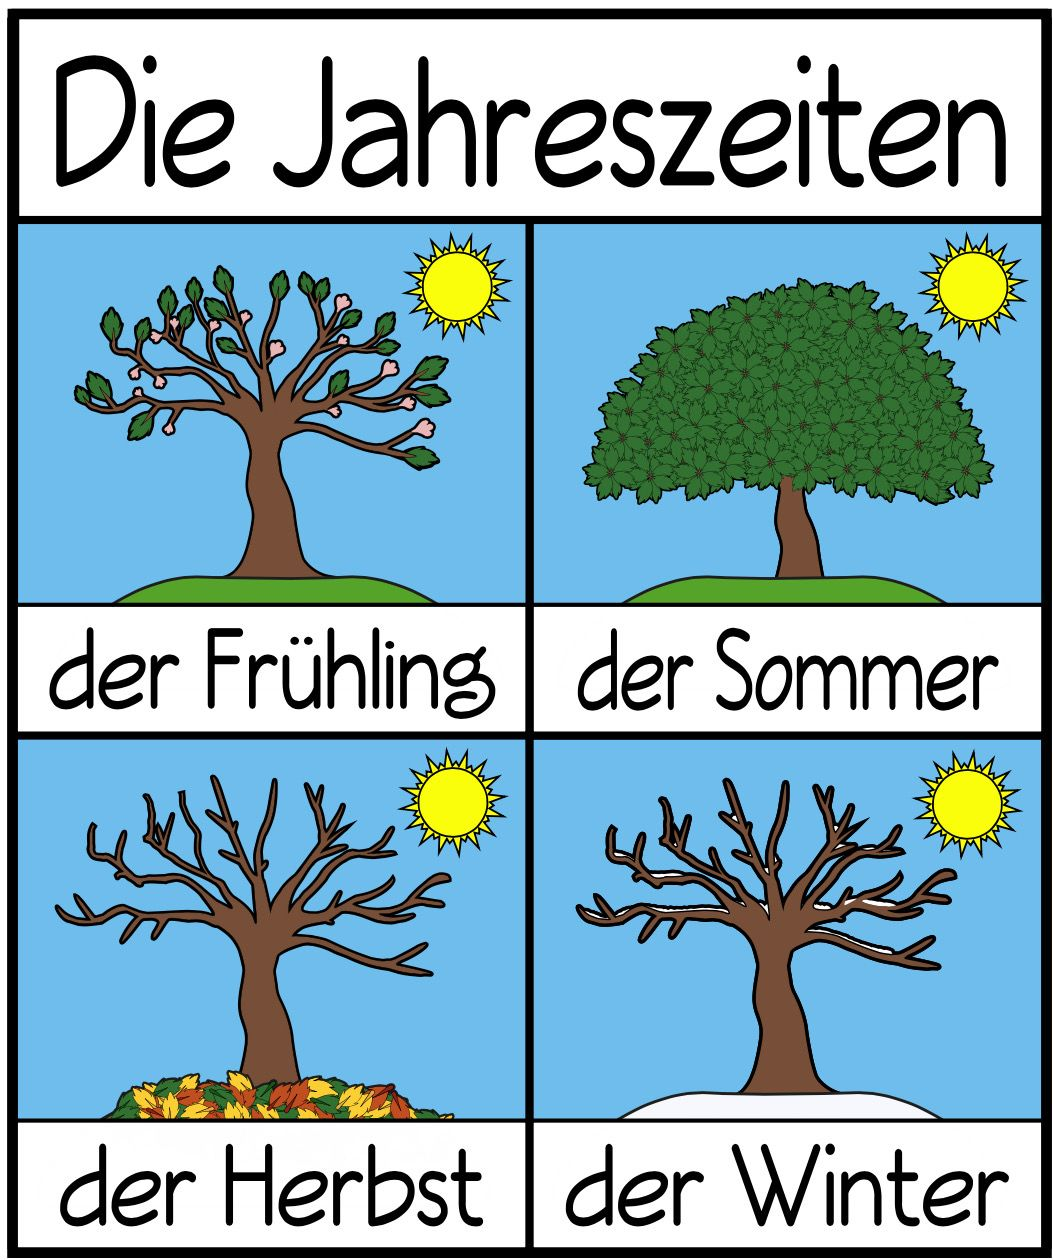 Die Jahreszeiten
der Frühling
der Sommer
der Herbst
der Winter